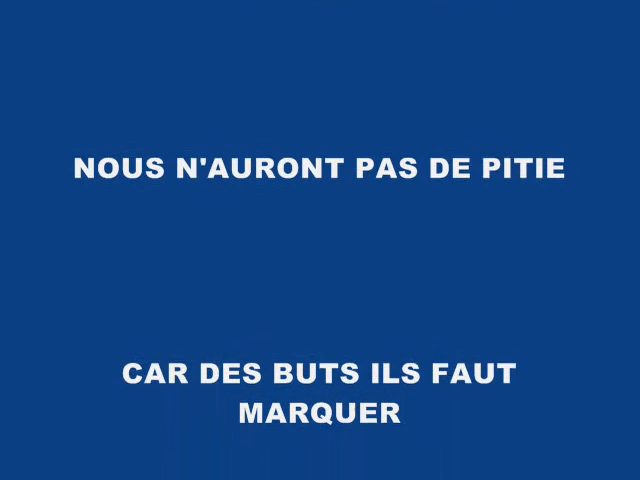 NOUS N'AURONT PAS DE PITIE
CAR DES BUTS ILS FAUT
MARQUER